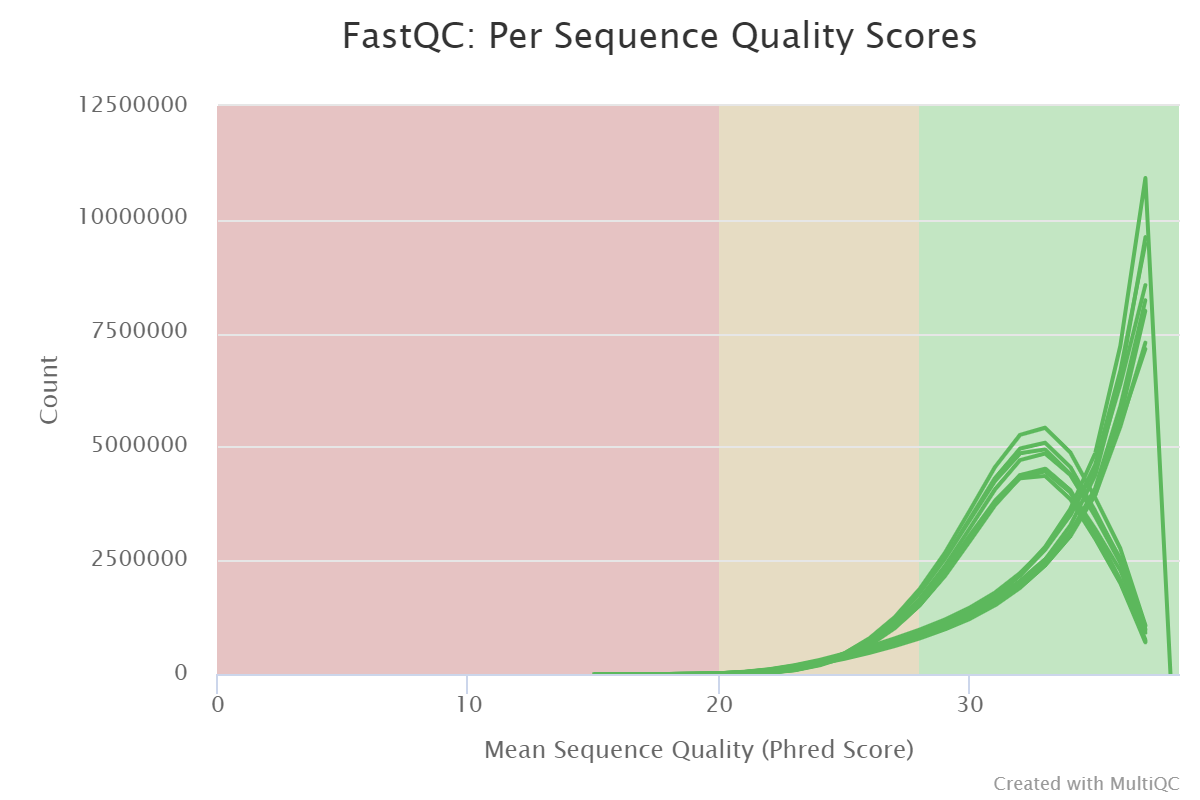 FastQC: Per Sequence Quality Scores
12500000
10000000
7500000
5000000
2500000
0
Count
0 10 20 30
Mean Sequence Quality (Phred Score)
Created with MultiQC